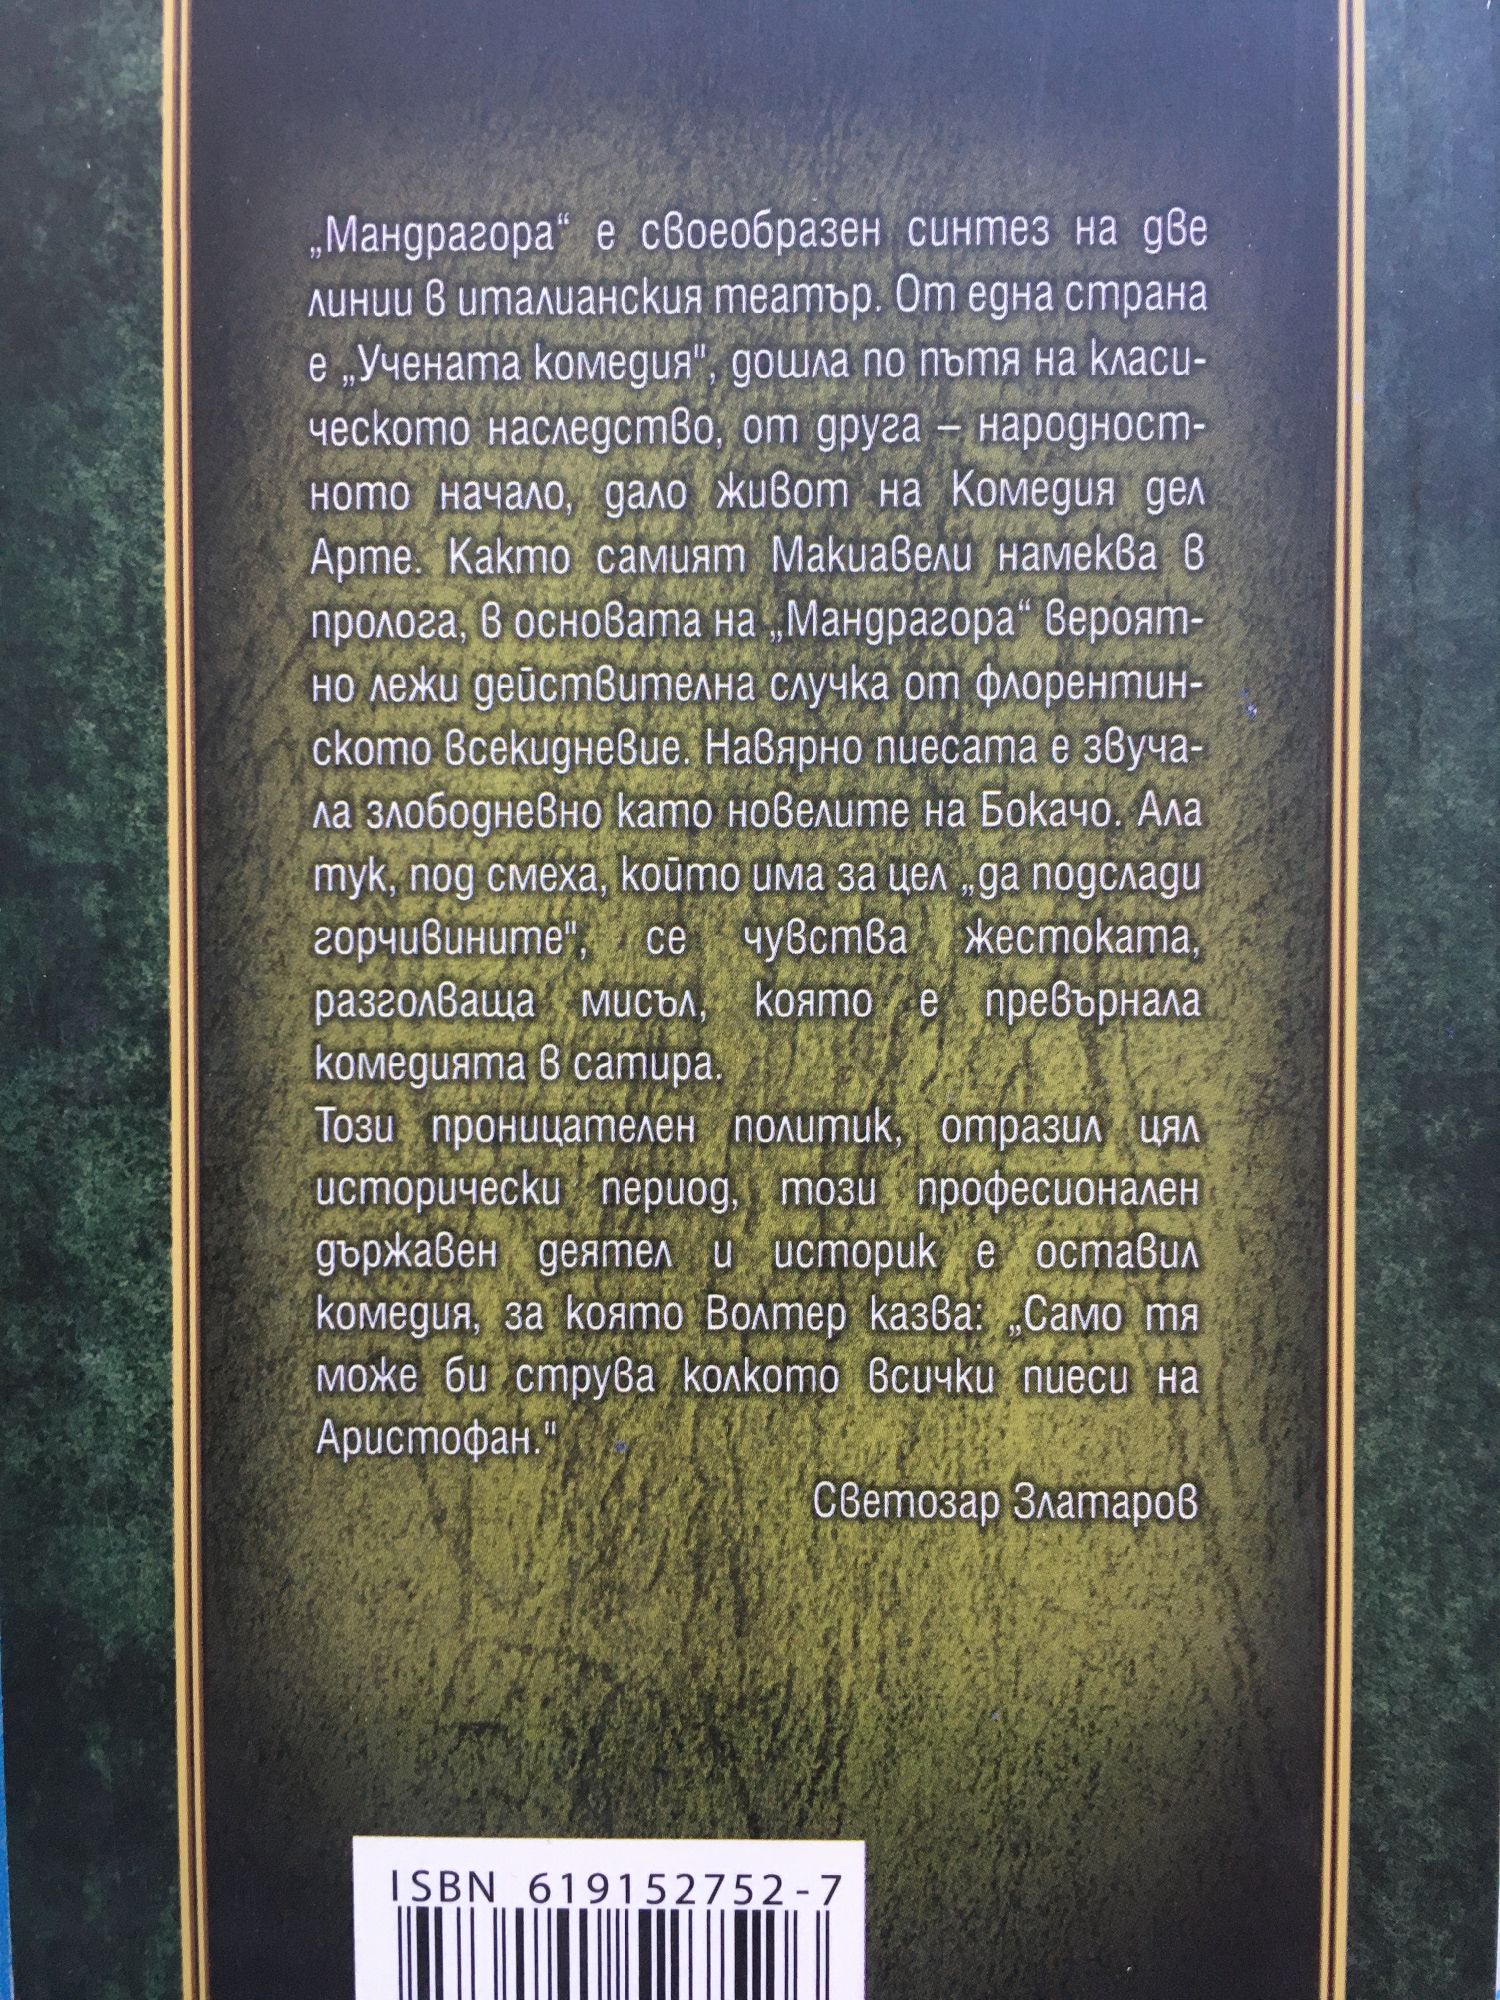 „Мандрагора“ е своеобразен синтез на две
линии в италианския театър. От една страна
е „Учената комедия", дошла по пътя на класи-
ческото наследство, от друга – народност-
ното начало, дало живот на Комедия дел
Арте. Както самият Макиавели намеква в
пролога, в основата на „Мандрагора“ вероят-
но лежи действителна случка от флорентин-
ското всекидневие. Навярно пиесата е звуча-
ла злободневно като новелите на Бокачо. Ала
тук, под смеха, който има за цел „да подслади
горчивините", се чувства жестоката,
разголваща мисъл, която е превърнала
комедията в сатира.
Този проницателен политик, отразил цял
исторически период, този професионален
държавен деятел и историк е оставил
комедия, за която Волтер казва: „Само тя
може би струва колкото всички пиеси на
Аристофан."
Светозар Златаров
ISBN 619152752-7